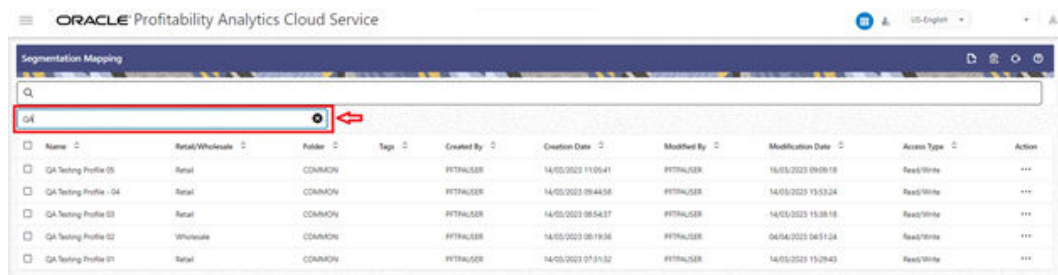 ORACLE Profitability Analytics Cloud Service US-English
Segmentation Mapping
QA
Name Retail/Wholesale Folder Tags Created By Creation Date Modified By Modification Date Access Type Action
QA Testing Profile 05 Retail COMMON PFTPAUSER 14/03/2023 11:05:41 PFTPAUSER 16/03/2023 09:09:18 Read/Write ...
QA Testing Profile - 04 Retail COMMON PFTPAUSER 14/03/2023 09:44:58 PFTPAUSER 14/03/2023 15:53:24 Read/Write ...
QA Testing Profile 03 Retail COMMON PFTPAUSER 14/03/2023 08:54:37 PFTPAUSER 14/03/2023 15:38:18 Read/Write ...
QA Testing Profile 02 Wholesale COMMON PFTPAUSER 14/03/2023 08:19:36 PFTPAUSER 04/04/2023 04:51:24 Read/Write ...
QA Testing Profile 01 Retail COMMON PFTPAUSER 14/03/2023 07:31:32 PFTPAUSER 14/03/2023 15:29:43 Read/Write ...